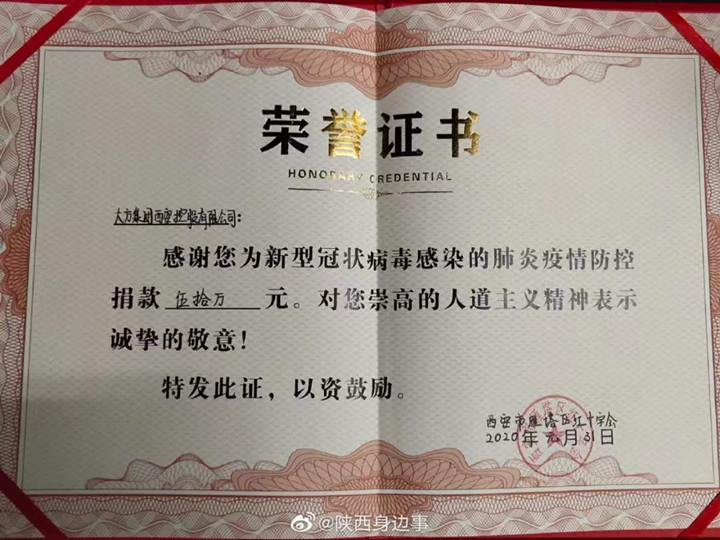 荣誉证书
HONORARY CREDENTIAL
大方集团西安控股有限公司：
感谢您为新型冠状病毒感染的肺炎疫情防控
捐款 伍拾万 元。对您崇高的人道主义精神表示
诚挚的敬意！
特发此证，以资鼓励。
西安市雁塔区红十字会
2020年元月31日
@陕西身边事